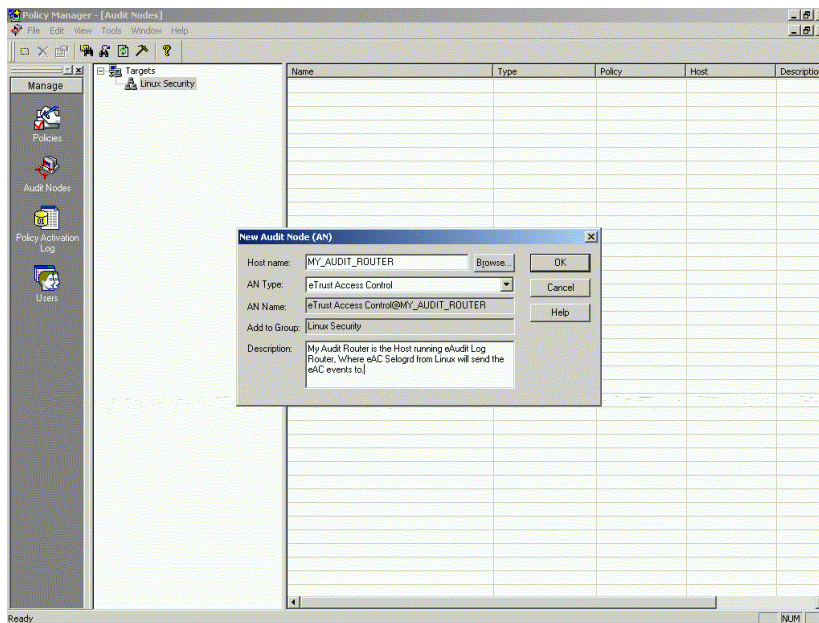 Policy Manager - [Audit Nodes]
File Edit View Tools Window Help
Manage
Policies
Audit Nodes
Policy Activation
Log
Users
Targets
Linux Security
Name Type Policy Host Descriptio
New Audit Node (AN)
Host name: MY_AUDIT_ROUTER Browse... OK
AN Type: eTrust Access Control Cancel
AN Name: eTrust Access Control@MY_AUDIT_ROUTER Help
Add to Group: Linux Security
Description: My Audit Router is the Host running eAudit Log
Router, Where eAC Selogrd from Linux will send the
eAC events to.
Ready NUM